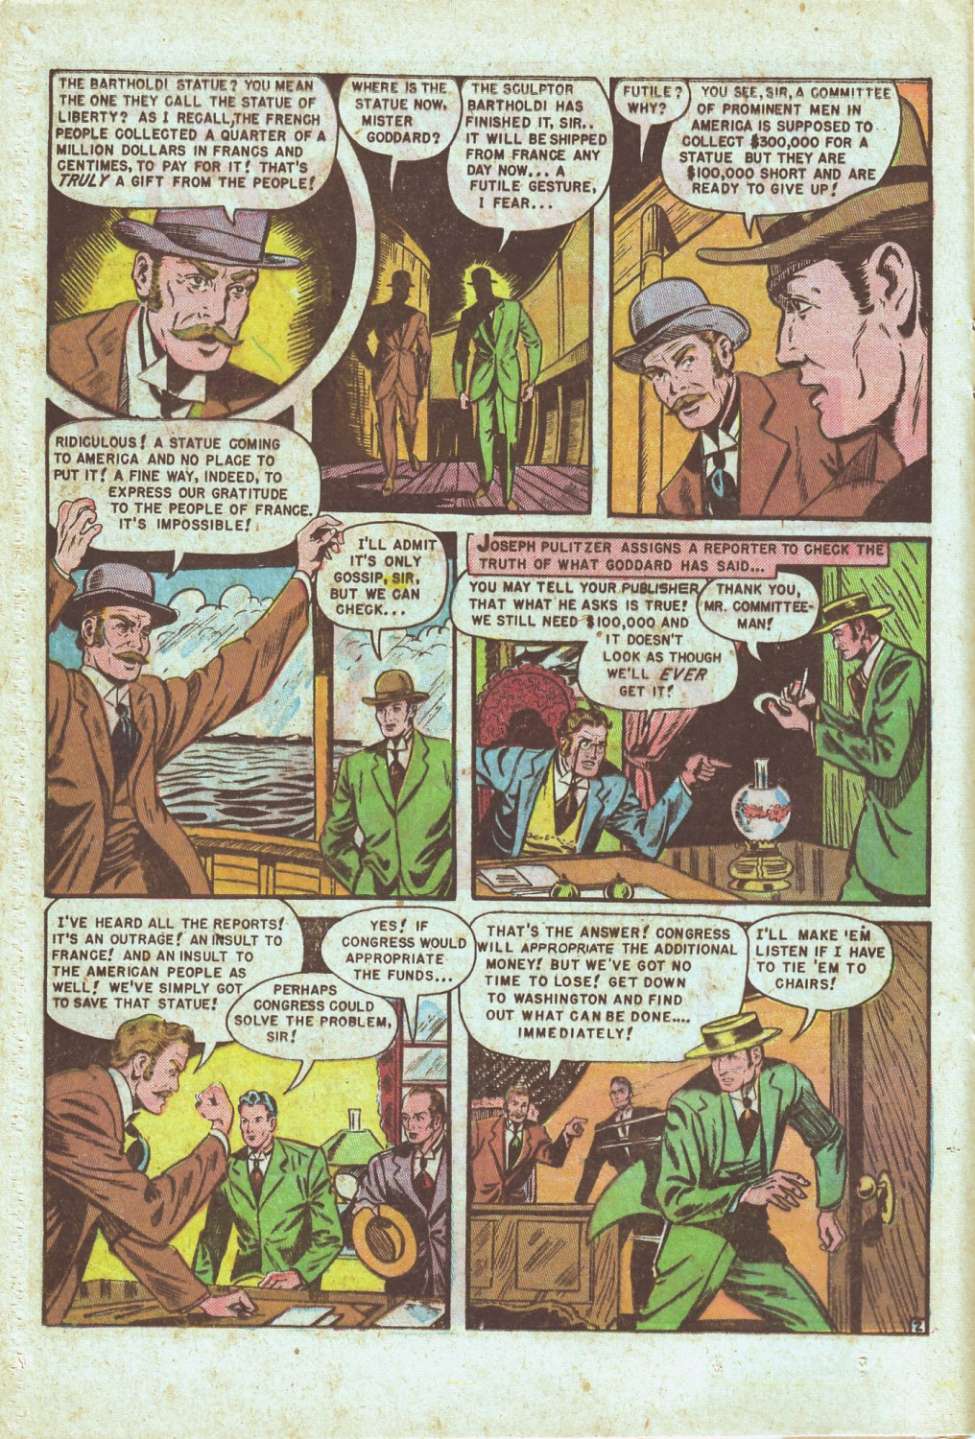 THE BARTHOLDI STATUE? YOU MEAN
THE ONE THEY CALL THE STATUE OF
LIBERTY? AS I RECALL, THE FRENCH
PEOPLE COLLECTED A QUARTER OF A
MILLION DOLLARS IN FRANCS AND
CENTIMES, TO PAY FOR IT! THAT'S
TRULY A GIFT FROM THE PEOPLE!
WHERE IS THE
STATUE NOW,
MISTER
GODDARD?
THE SCULPTOR
BARTHOLDI HAS
FINISHED IT, SIR..
IT WILL BE SHIPPED
FROM FRANCE ANY
DAY NOW... A
FUTILE GESTURE,
I FEAR...
FUTILE?
WHY?
YOU SEE, SIR, A COMMITTEE
OF PROMINENT MEN IN
AMERICA IS SUPPOSED TO
COLLECT $300,000 FOR A
STATUE BUT THEY ARE
$100,000 SHORT AND ARE
READY TO GIVE UP!
RIDICULOUS! A STATUE COMING
TO AMERICA AND NO PLACE TO
PUT IT! A FINE WAY, INDEED, TO
EXPRESS OUR GRATITUDE
TO THE PEOPLE OF FRANCE.
IT'S IMPOSSIBLE!
I'LL ADMIT
IT'S ONLY
GOSSIP, SIR,
BUT WE CAN
CHECK...
JOSEPH PULITZER ASSIGNS A REPORTER TO CHECK THE
TRUTH OF WHAT GODDARD HAS SAID...
YOU MAY TELL YOUR PUBLISHER
THAT WHAT HE ASKS IS TRUE!
WE STILL NEED $100,000 AND
IT DOESN'T
LOOK AS THOUGH
WE'LL EVER
GET IT!
THANK YOU,
MR. COMMITTEE-
MAN!
I'VE HEARD ALL THE REPORTS!
IT'S AN OUTRAGE! AN INSULT TO
FRANCE! AND AN INSULT TO
THE AMERICAN PEOPLE AS
WELL! WE'VE SIMPLY GOT
TO SAVE THAT STATUE!
PERHAPS
CONGRESS COULD
SOLVE THE PROBLEM,
SIR!
YES! IF
CONGRESS WOULD
APPROPRIATE
THE FUNDS...
THAT'S THE ANSWER! CONGRESS
WILL APPROPRIATE THE ADDITIONAL
MONEY! BUT WE'VE GOT NO
TIME TO LOSE! GET DOWN
TO WASHINGTON AND FIND
OUT WHAT CAN BE DONE....
IMMEDIATELY!
I'LL MAKE 'EM
LISTEN IF I HAVE
TO TIE 'EM TO
CHAIRS!
2